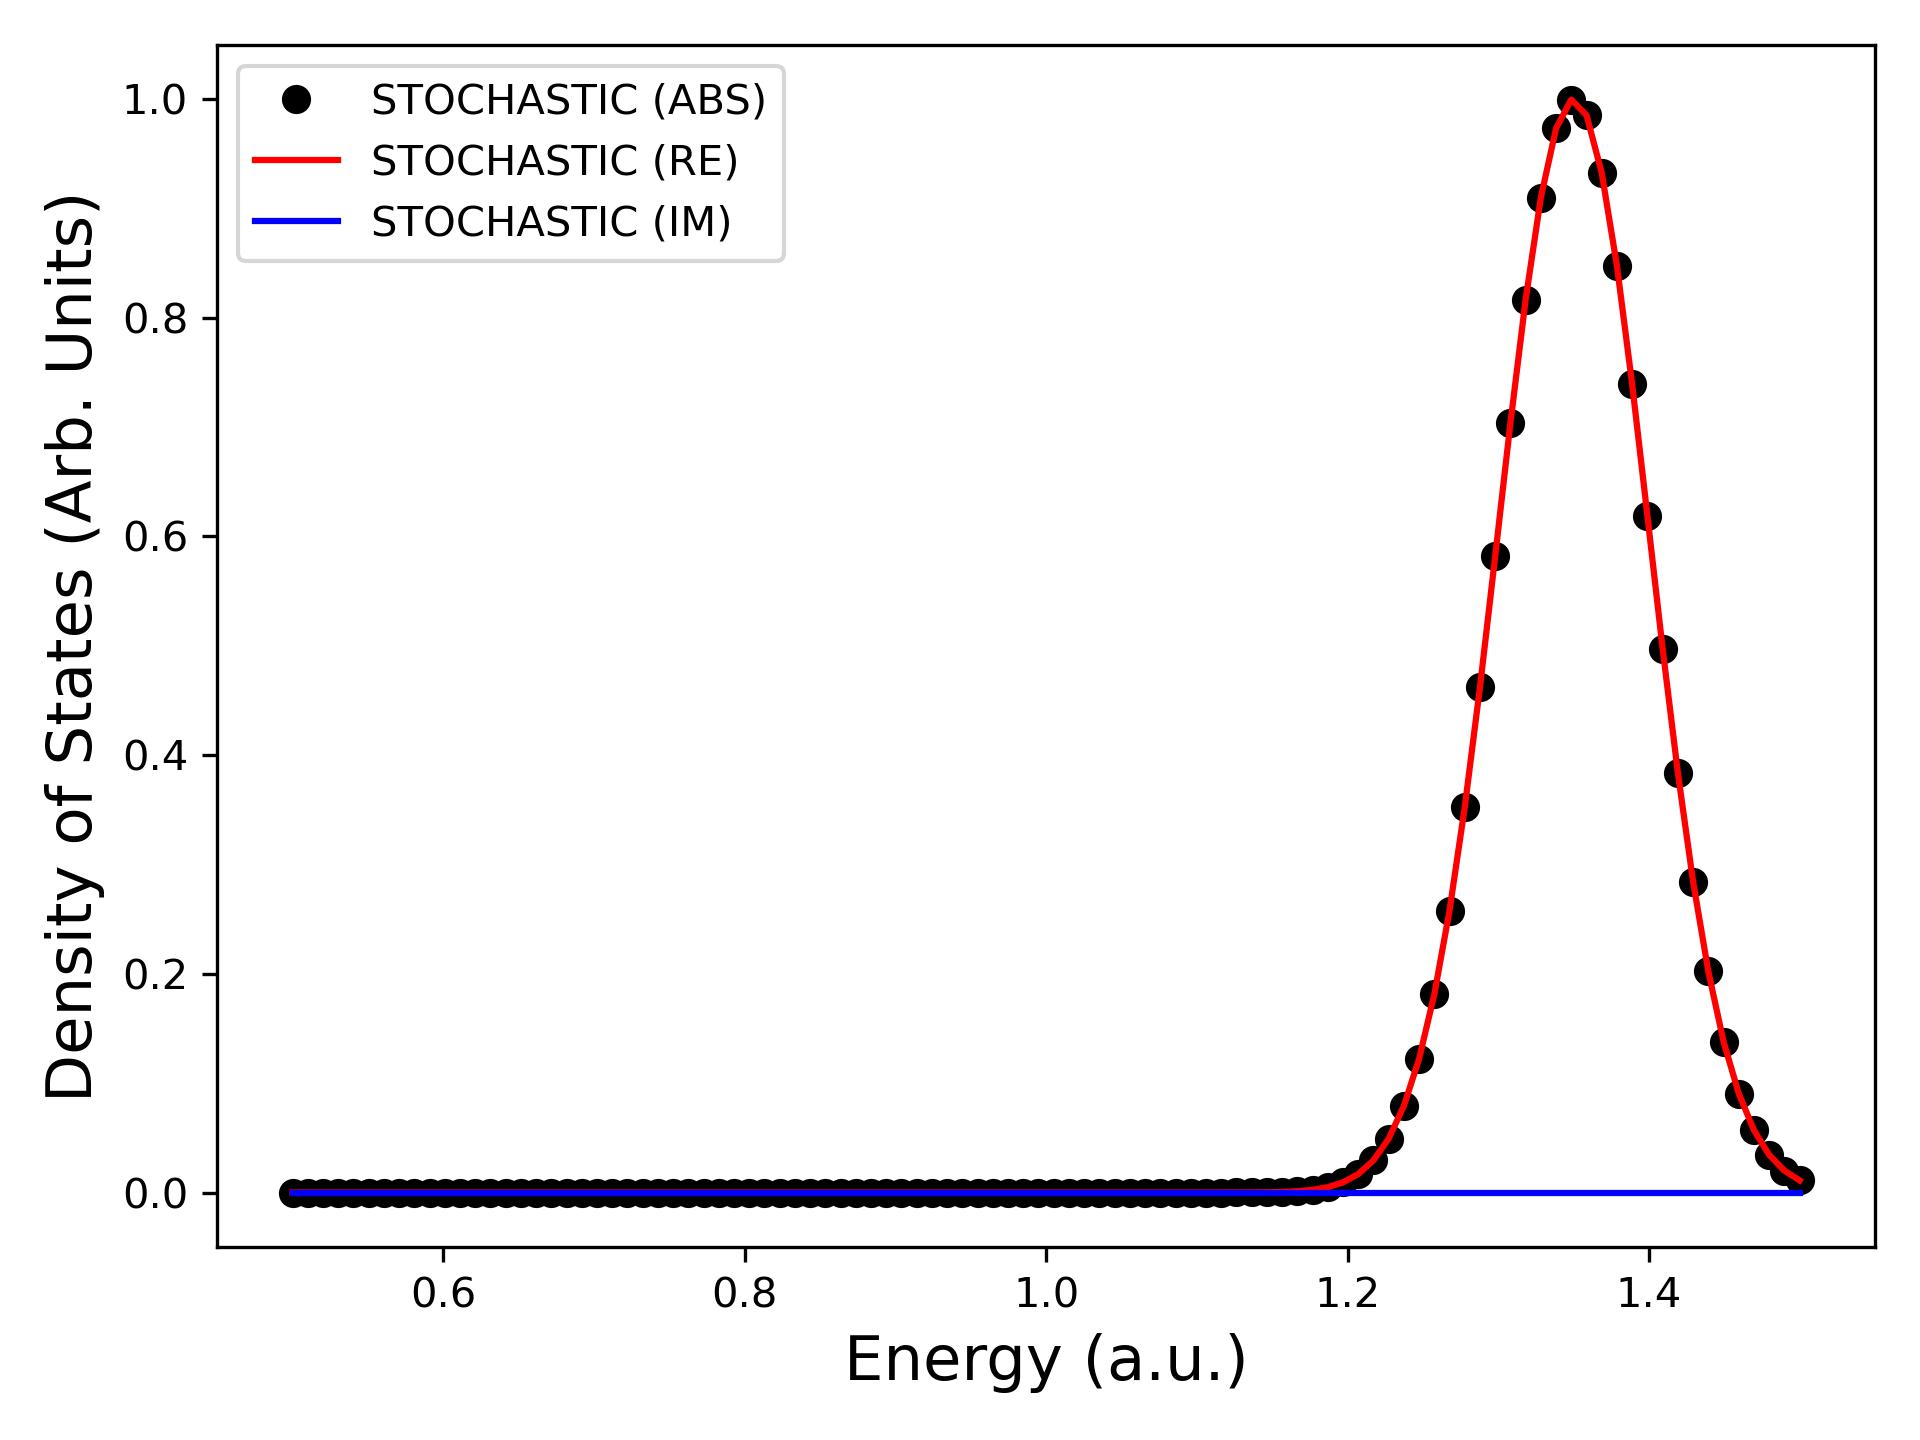 STOCHASTIC (ABS)
STOCHASTIC (RE)
STOCHASTIC (IM)
Density of States (Arb. Units)
1.0
0.8
0.6
0.4
0.2
0.0
0.6 0.8 1.0 1.2 1.4
Energy (a.u.)